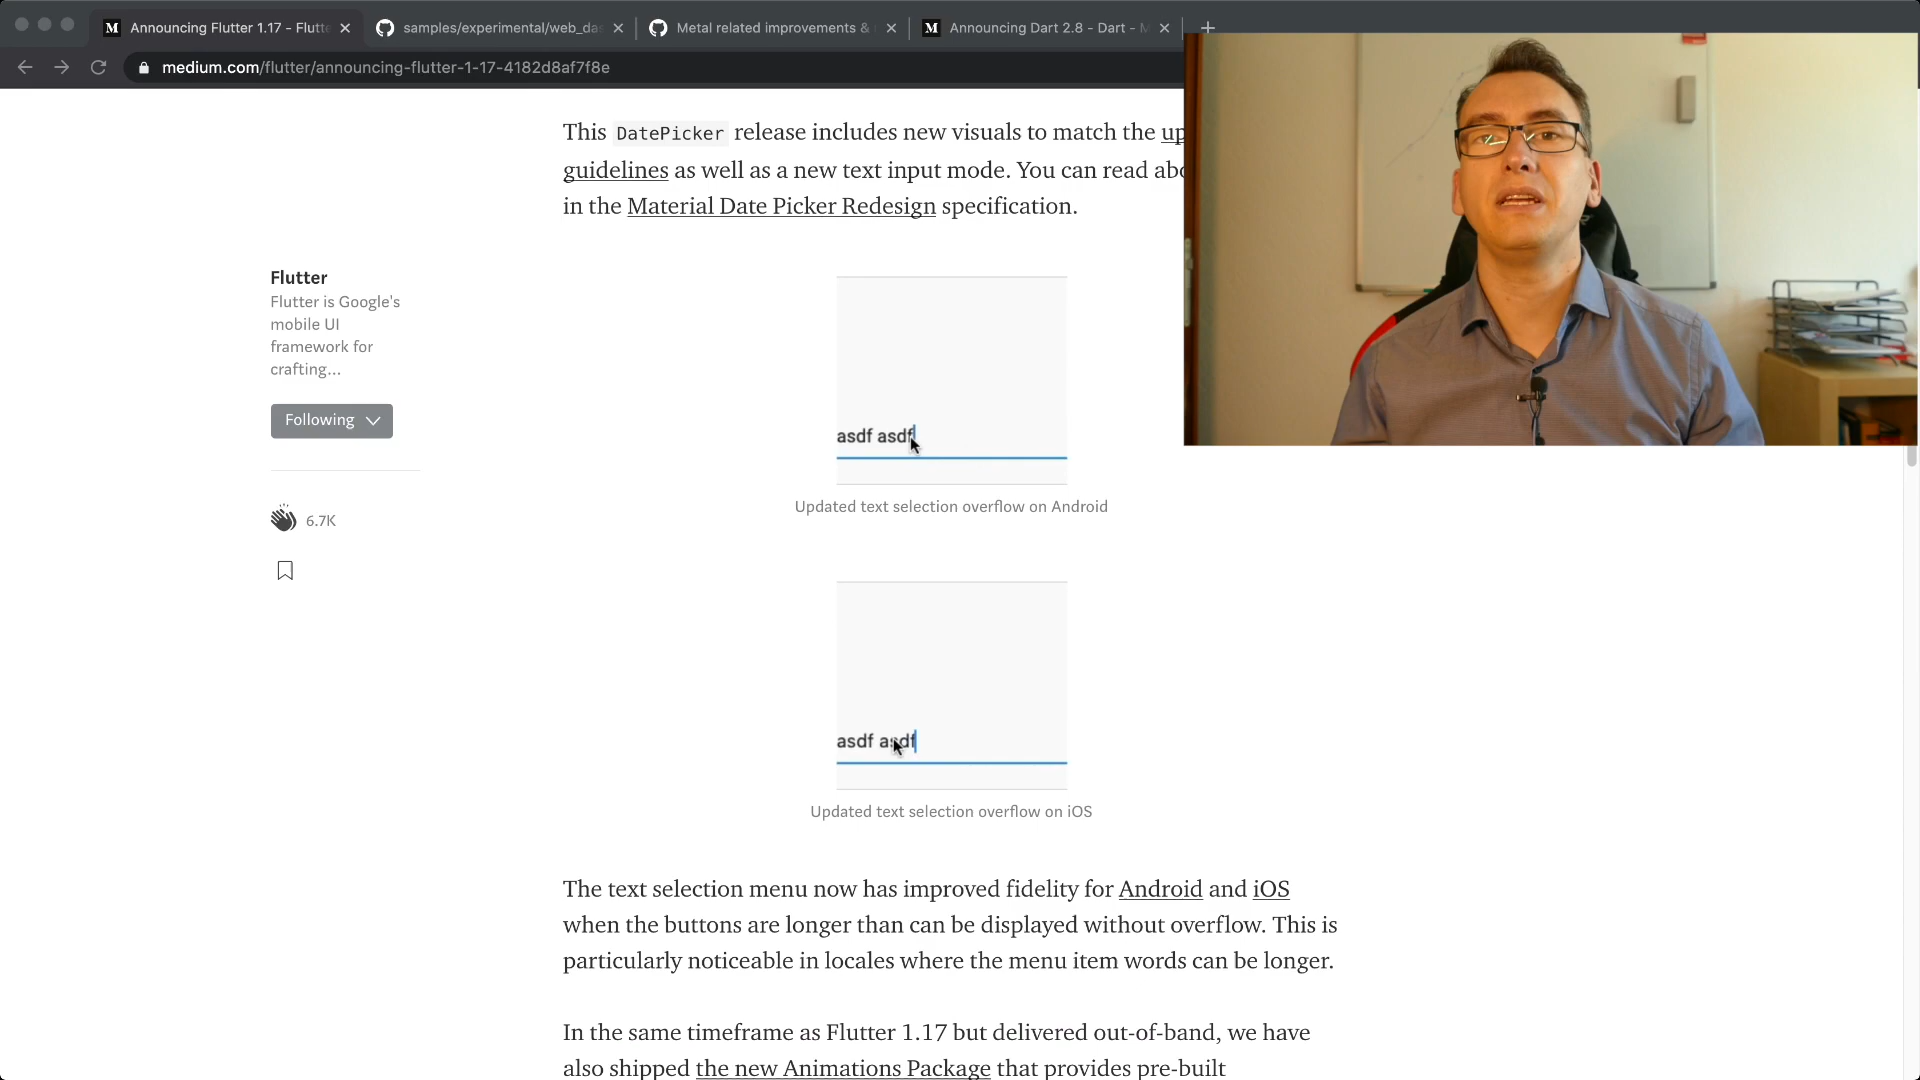 Announcing Flutter 1.17 - Flutte
samples/experimental/web_das
Metal related improvements &
Announcing Dart 2.8 - Dart - M
medium.com/flutter/announcing-flutter-1-17-4182d8af7f8e
This DatePicker release includes new visuals to match the up
guidelines as well as a new text input mode. You can read abo
in the Material Date Picker Redesign specification.
Flutter
Flutter is Google's
mobile UI
framework for
crafting...
Following
6.7K
asdf asdf
Updated text selection overflow on Android
asdf asdf
Updated text selection overflow on iOS
The text selection menu now has improved fidelity for Android and iOS
when the buttons are longer than can be displayed without overflow. This is
particularly noticeable in locales where the menu item words can be longer.
In the same timeframe as Flutter 1.17 but delivered out-of-band, we have
also shipped the new Animations Package that provides pre-built